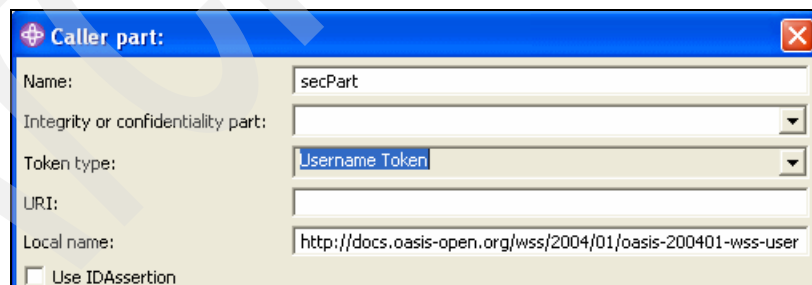 Caller part:
Name: secPart
Integrity or confidentiality part:
Token type: Username Token
URI:
Local name: http://docs.oasis-open.org/wss/2004/01/oasis-200401-wss-user
Use IDAssertion